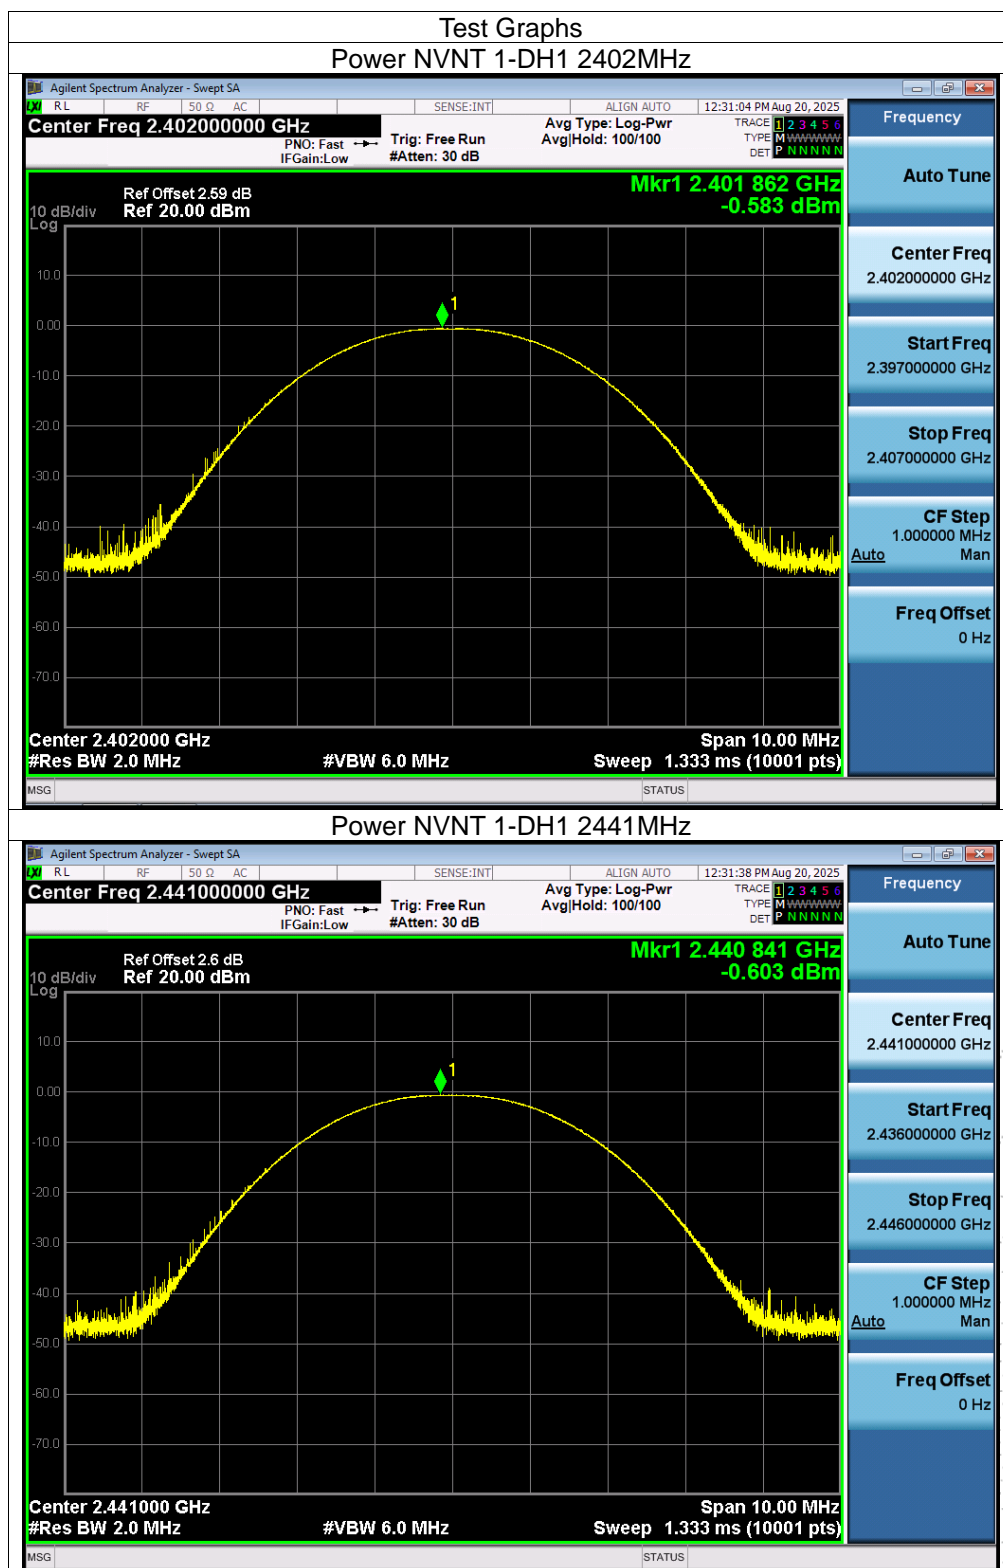 Test Graphs
Power NVNT 1-DH1 2402MHz
Agilent Spectrum Analyzer - Swept SA
LXI RL RF 50 Ω AC SENSE:INT ALIGN AUTO 12:31:04 PM Aug 20, 2025
Center Freq 2.402000000 GHz
PNO: Fast
IFGain:Low
Trig: Free Run
#Atten: 30 dB
Avg Type: Log-Pwr
Avg|Hold: 100/100
TRACE 1 2 3 4 5 6
TYPE M WWWWW
DET P N N N N N
Frequency
Auto Tune
Center Freq
2.402000000 GHz
Start Freq
2.397000000 GHz
Stop Freq
2.407000000 GHz
CF Step
1.000000 MHz
Auto Man
Freq Offset
0 Hz
Mkr1 2.401 862 GHz
-0.583 dBm
Ref Offset 2.59 dB
10 dB/div Ref 20.00 dBm
Log
10.0
1
0.00
-10.0
-20.0
-30.0
-40.0
-50.0
-60.0
-70.0
Center 2.402000 GHz Span 10.00 MHz
#Res BW 2.0 MHz #VBW 6.0 MHz Sweep 1.333 ms (10001 pts)
MSG STATUS
Power NVNT 1-DH1 2441MHz
Agilent Spectrum Analyzer - Swept SA
LXI RL RF 50 Ω AC SENSE:INT ALIGN AUTO 12:31:38 PM Aug 20, 2025
Center Freq 2.441000000 GHz
PNO: Fast
IFGain:Low
Trig: Free Run
#Atten: 30 dB
Avg Type: Log-Pwr
Avg|Hold: 100/100
TRACE 1 2 3 4 5 6
TYPE M WWWWW
DET P N N N N N
Frequency
Auto Tune
Center Freq
2.441000000 GHz
Start Freq
2.436000000 GHz
Stop Freq
2.446000000 GHz
CF Step
1.000000 MHz
Auto Man
Freq Offset
0 Hz
Mkr1 2.440 841 GHz
-0.603 dBm
Ref Offset 2.6 dB
10 dB/div Ref 20.00 dBm
Log
10.0
1
0.00
-10.0
-20.0
-30.0
-40.0
-50.0
-60.0
-70.0
Center 2.441000 GHz Span 10.00 MHz
#Res BW 2.0 MHz #VBW 6.0 MHz Sweep 1.333 ms (10001 pts)
MSG STATUS